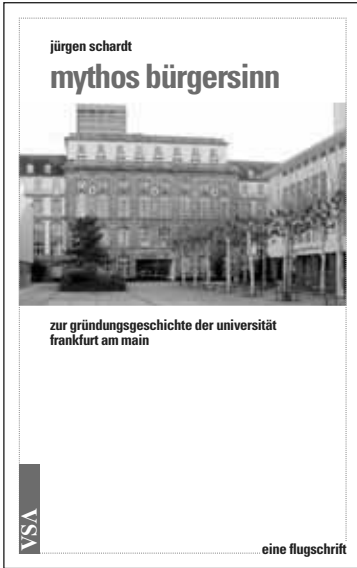 jürgen schardt
mythos bürgersinn
zur gründungsgeschichte der universität
frankfurt am main
VSA
eine flugschrift